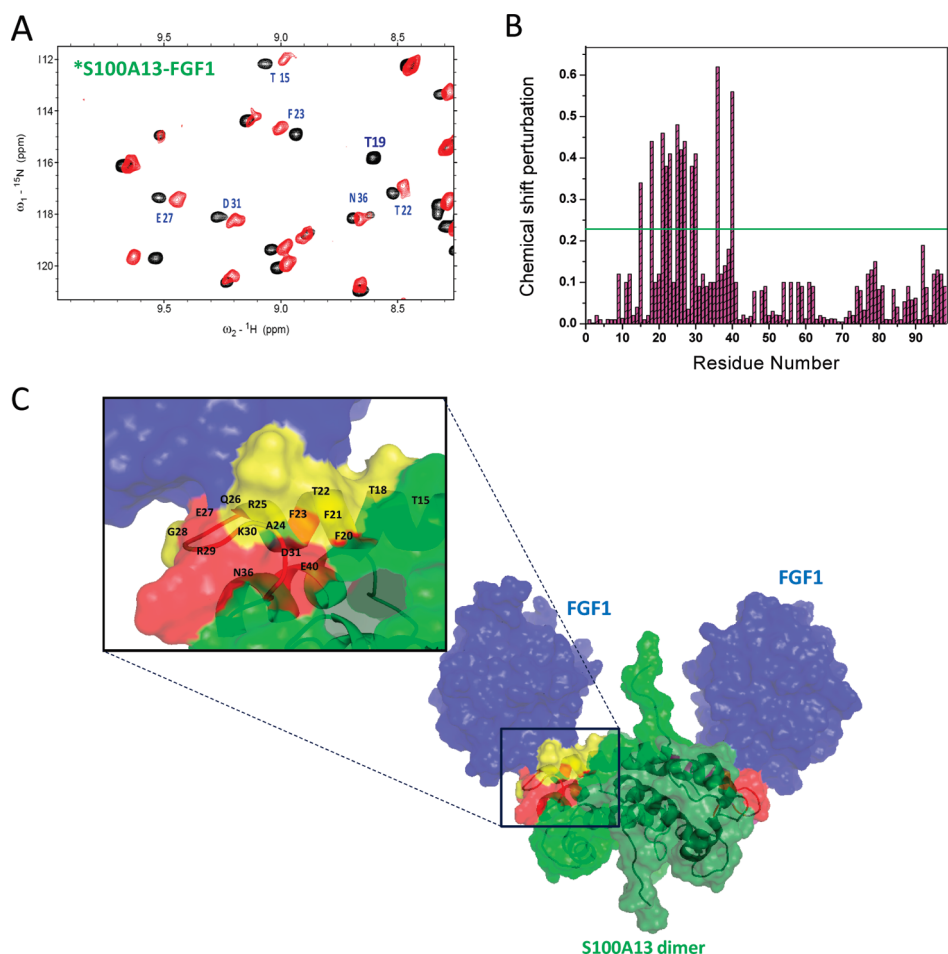 A
*S100A13-FGF1
9.5 9.0 8.5
112
114
116
118
120
T 15
F 23
T19
E 27
D 31
N 36
T 22
ω1 - 15N (ppm)
9.5 9.0 8.5
ω2 - 1H (ppm)
B
Chemical shift perturbation
0.6
0.5
0.4
0.3
0.2
0.1
0.0
0 10 20 30 40 50 60 70 80 90
Residue Number
C
T22
T18
T15
Q26
R25
E27
F23
F21
G28
K30
A24
F20
R29
D31
N36
E40
FGF1
FGF1
S100A13 dimer